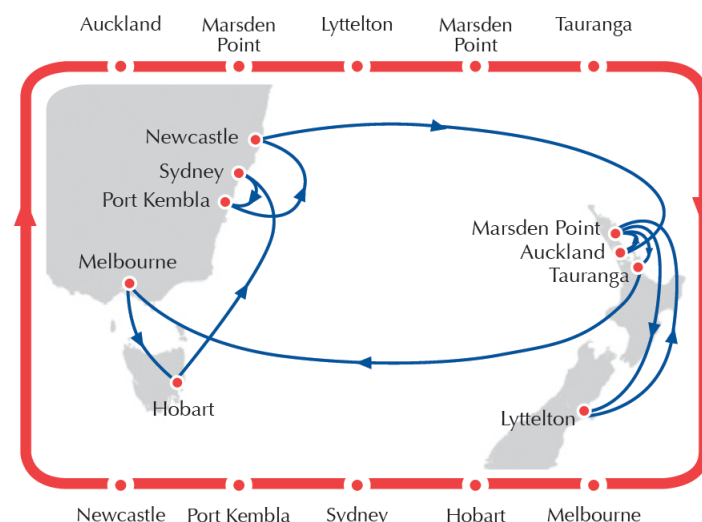 Auckland
Marsden
Point
Lyttelton
Marsden
Point
Tauranga
Newcastle
Sydney
Port Kembla
Melbourne
Hobart
Marsden Point
Auckland
Tauranga
Lyttelton
Newcastle
Port Kembla
Sydney
Hobart
Melbourne